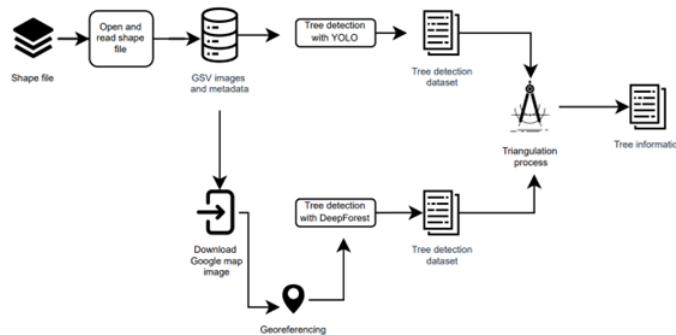 Open and
read shape
file
Shape file
GSV images
and metadata
Tree detection
with YOLO
Tree detection
dataset
Triangulation
process
Tree informatic
Download
Google map
image
Georeferencing
Tree detection
with DeepForest
Tree detection
dataset